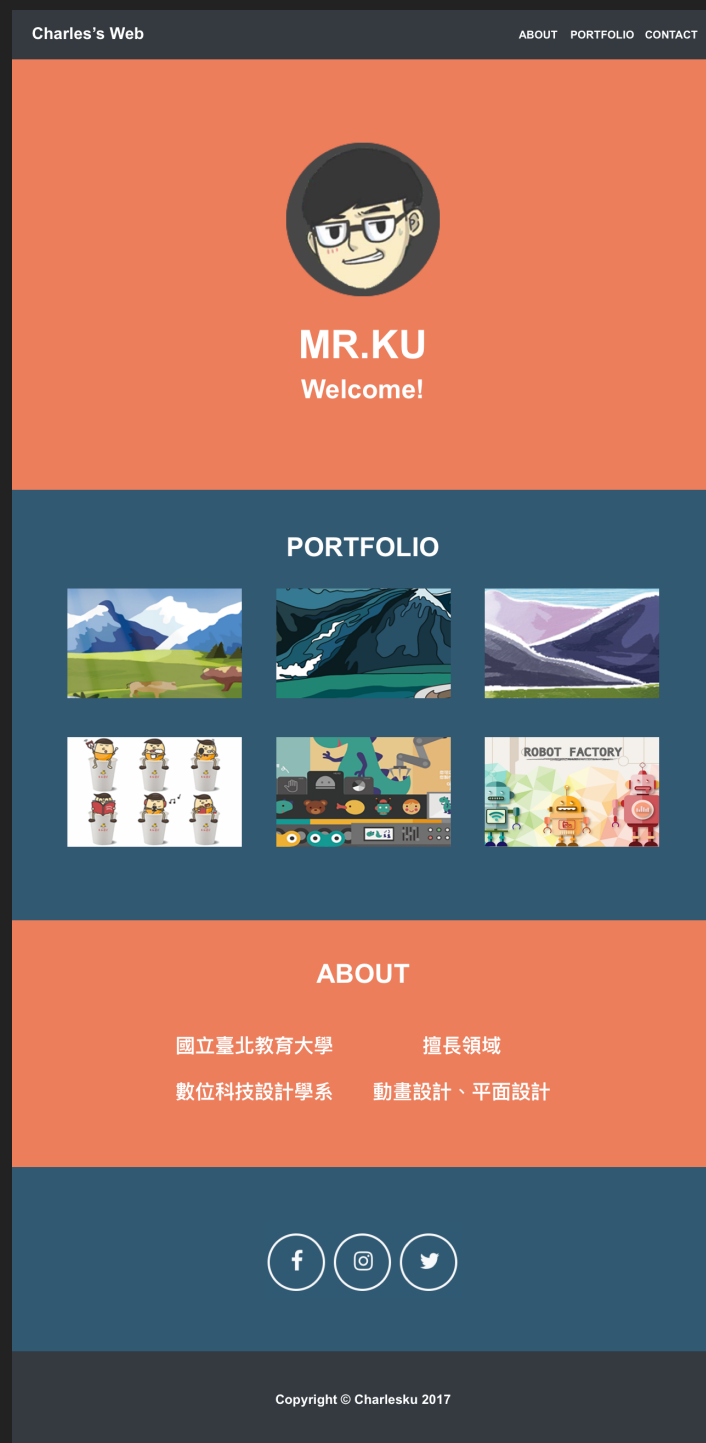 Charles’s Web
ABOUT PORTFOLIO CONTACT
MR.KU
Welcome!
PORTFOLIO
ROBOT FACTORY
ABOUT
國立臺北教育大學
數位科技設計學系
擅長領域
動畫設計、平面設計
Copyright © Charlesku 2017